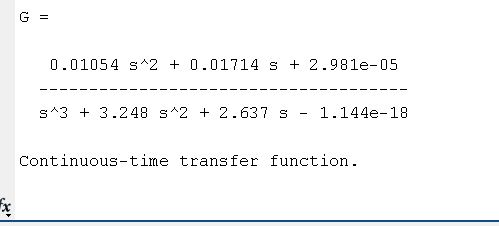 G =
0.01054 s^2 + 0.01714 s + 2.981e-05
-------------------------------------
s^3 + 3.248 s^2 + 2.637 s - 1.144e-18
Continuous-time transfer function.
fx